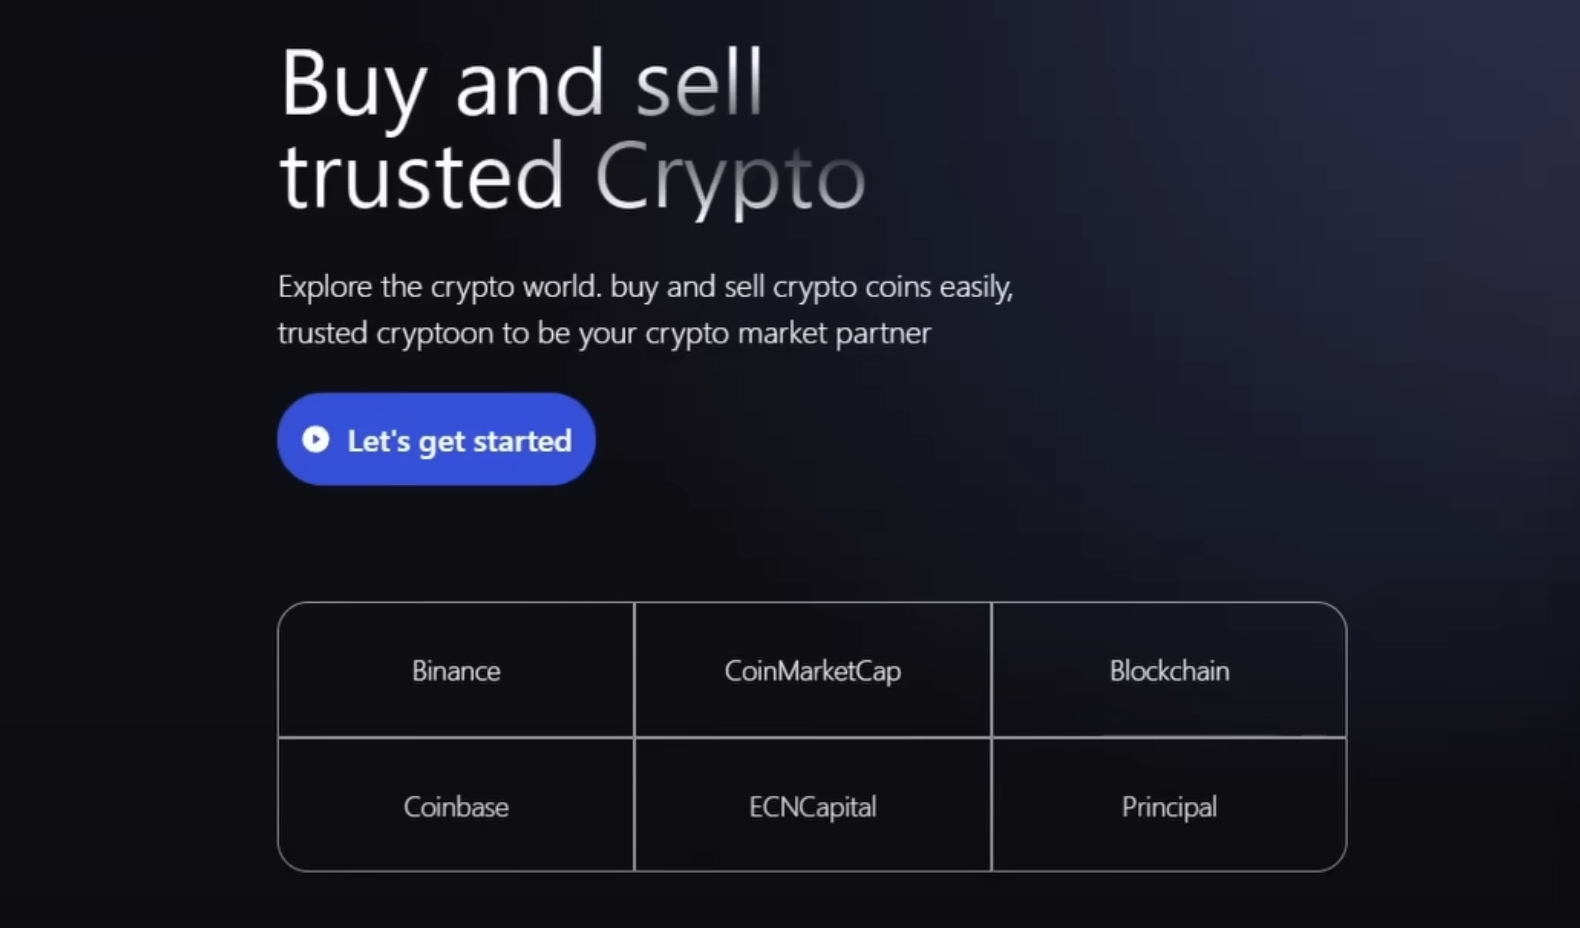 Buy and sell
trusted Crypto
Explore the crypto world. buy and sell crypto coins easily,
trusted cryptoon to be your crypto market partner
Let's get started
Binance
CoinMarketCap
Blockchain
Coinbase
ECNCapital
Principal